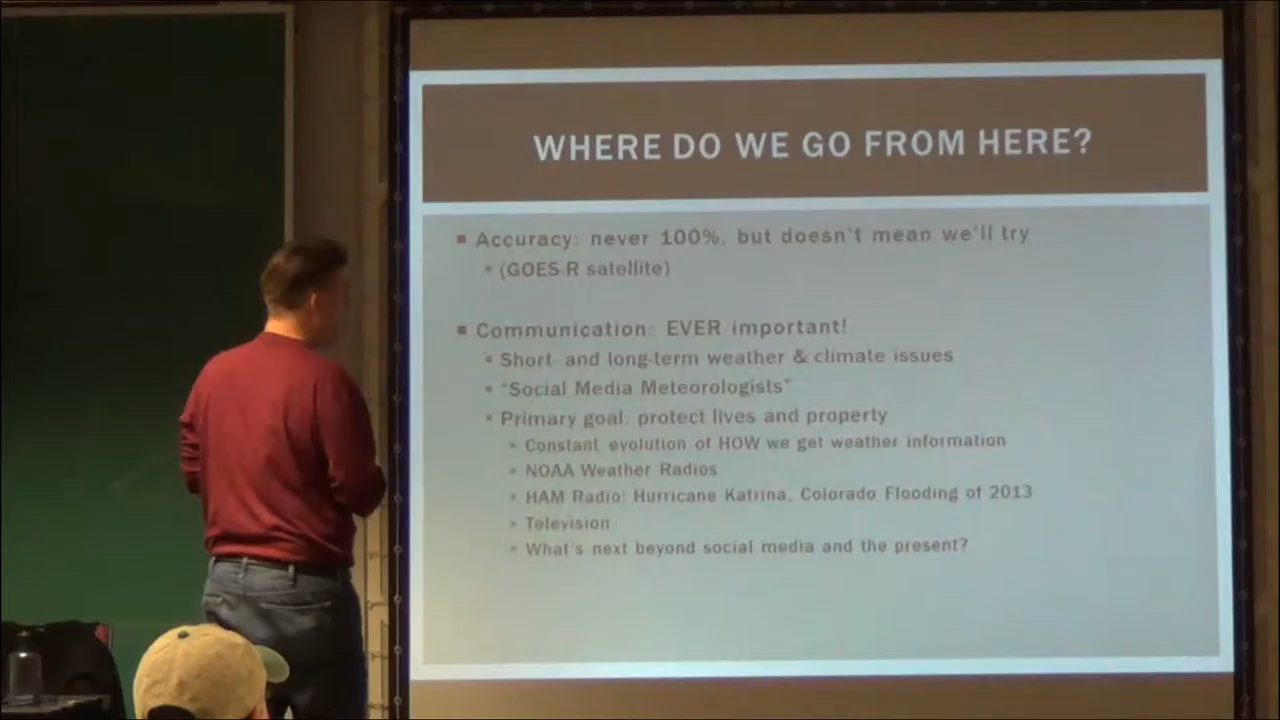 WHERE DO WE GO FROM HERE?
Accuracy: never 100%, but doesn't mean we'll try
(GOES-R satellite)
Communication: EVER important!
Short- and long-term weather & climate issues
"Social Media Meteorologists"
Primary goal: protect lives and property
Constant evolution of HOW we get weather information
NOAA Weather Radios
HAM Radio: Hurricane Katrina, Colorado Flooding of 2013
Television
What's next beyond social media and the present?